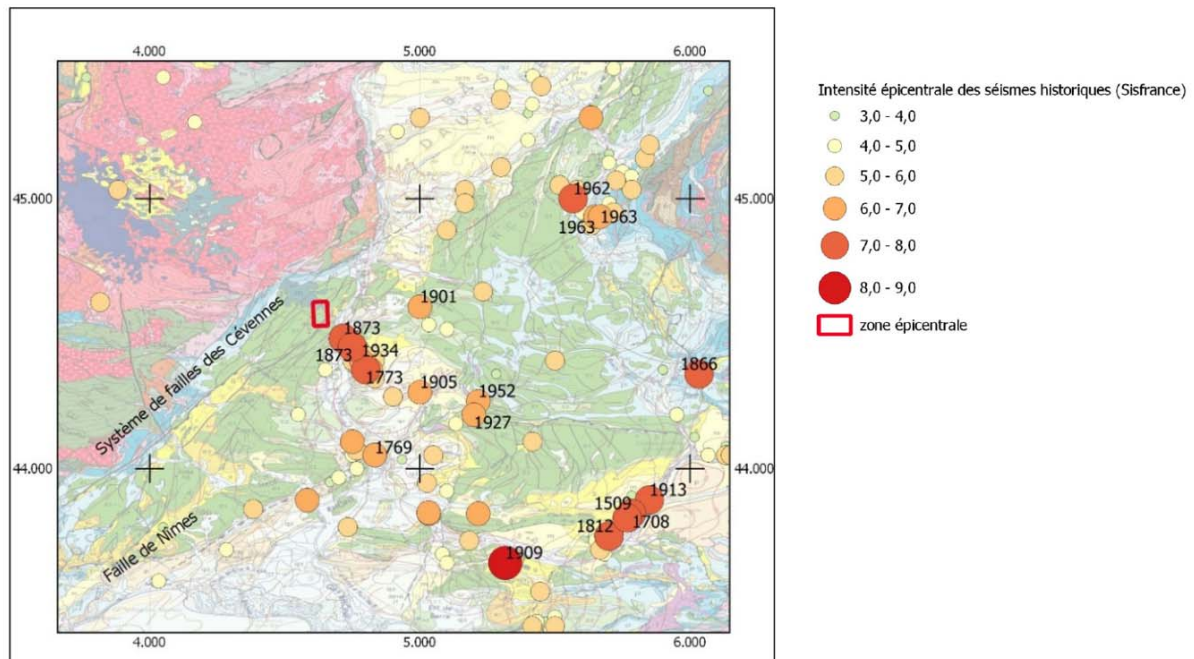 4.000 5.000 6.000
45.000 45.000
44.000 44.000
4.000 5.000 6.000
1962
1963
1963
1901
1873
1873
1934
1773
1905
1952
1927
1866
1769
1913
1509
1708
1812
1909
Système de failles des Cévennes
Faille de Nîmes
Intensité épicentrale des séismes historiques (Sisfrance)
3,0 - 4,0
4,0 - 5,0
5,0 - 6,0
6,0 - 7,0
7,0 - 8,0
8,0 - 9,0
zone épicentrale